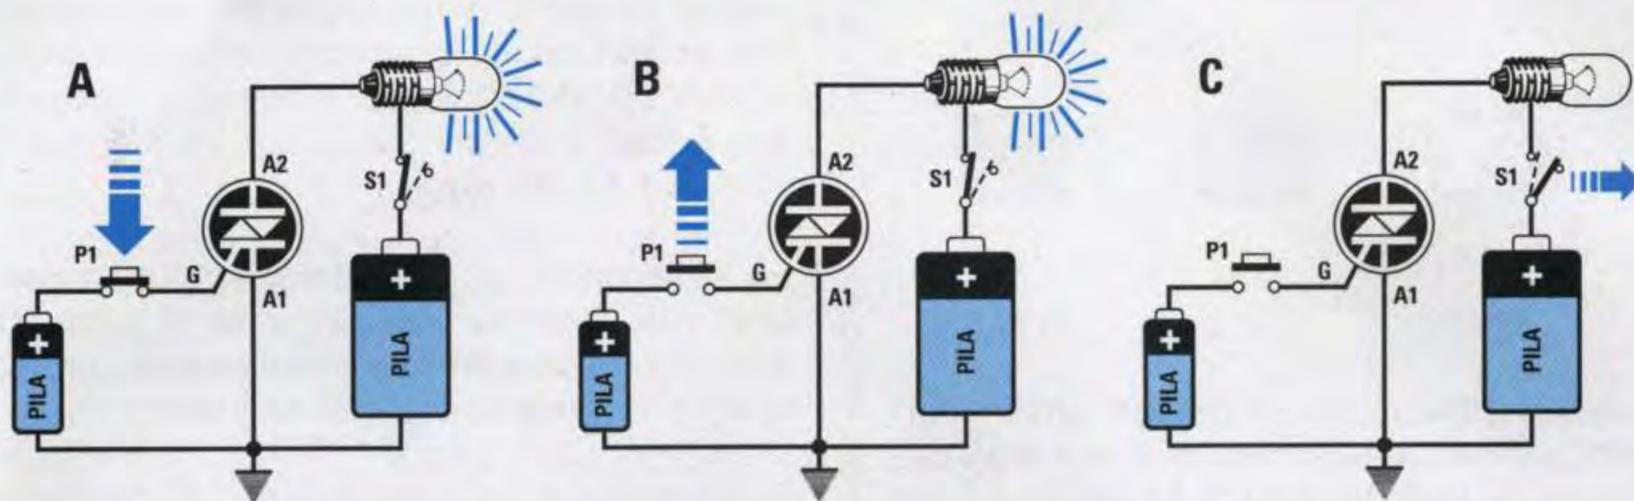 A
A2
S1
P1
G
A1
+
+
PILA
PILA
B
A2
S1
P1
G
A1
+
+
PILA
PILA
C
A2
S1
P1
G
A1
+
+
PILA
PILA